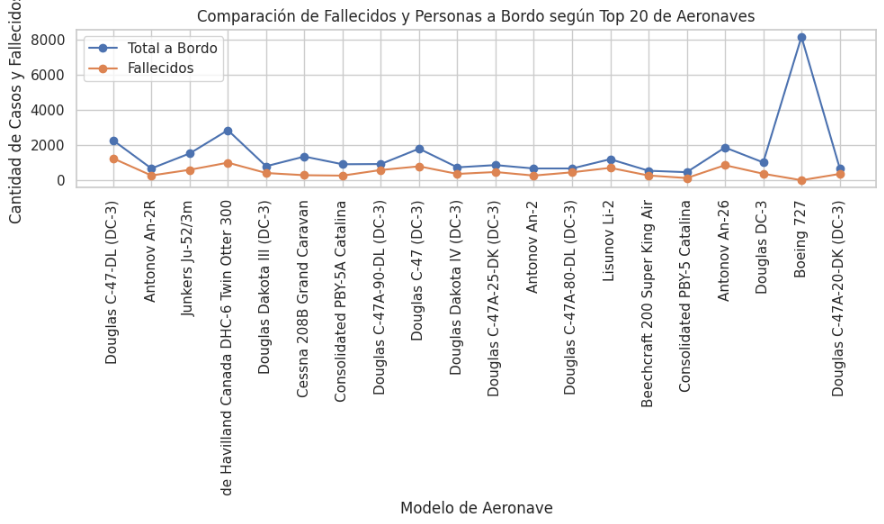 Comparación de Fallecidos y Personas a Bordo según Top 20 de Aeronaves
Cantidad de Casos y Fallecidos
8000
6000
4000
2000
0
Total a Bordo
Fallecidos
Douglas C-47-DL (DC-3)
Antonov An-2R
Junkers Ju-52/3m
de Havilland Canada DHC-6 Twin Otter 300
Douglas Dakota III (DC-3)
Cessna 208B Grand Caravan
Consolidated PBY-5A Catalina
Douglas C-47A-90-DL (DC-3)
Douglas C-47 (DC-3)
Douglas Dakota IV (DC-3)
Douglas C-47A-25-DK (DC-3)
Antonov An-2
Douglas C-47A-80-DL (DC-3)
Lisunov Li-2
Beechcraft 200 Super King Air
Consolidated PBY-5 Catalina
Antonov An-26
Douglas DC-3
Boeing 727
Douglas C-47A-20-DK (DC-3)
Modelo de Aeronave